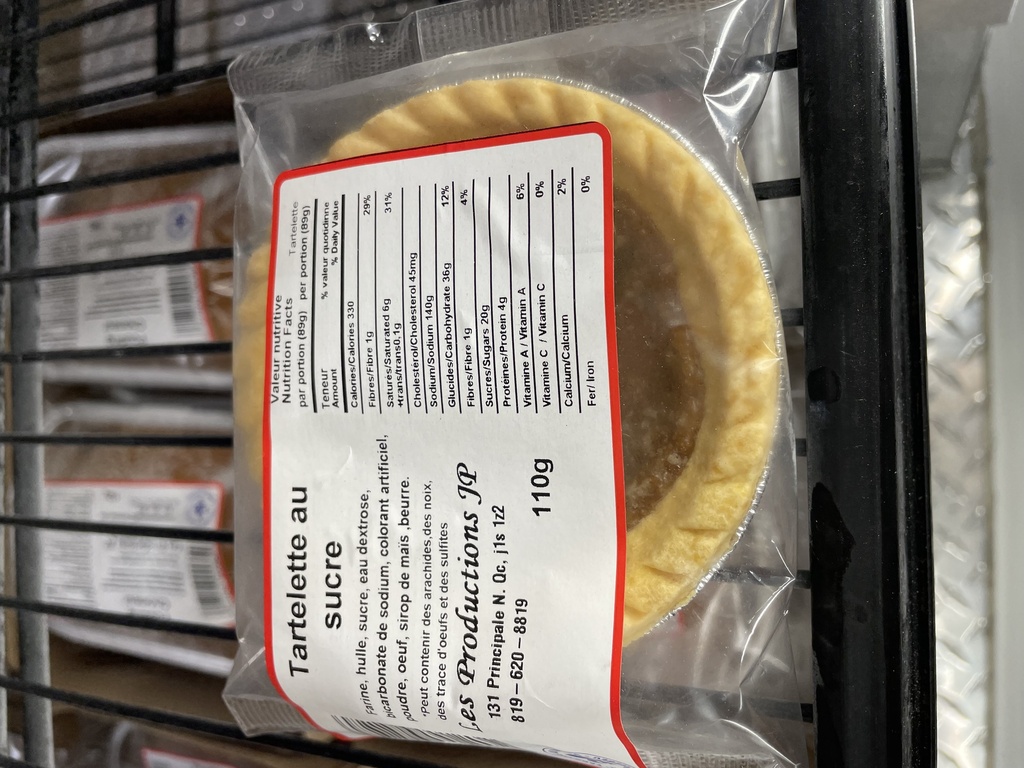 Tartelette au
sucre
Farine, hulle, sucre, eau dextrose,
bicarbonate de sodium, colorant artificiel,
poudre, oeuf, sirop de maïs ,beurre.
*Peut contenir des arachides,des noix,
des trace d'oeufs et des sulfites
Les Productions JP
131 Principale N. Qc, j1s 1z2
819-620-8819
110g
Valeur nutritive
Nutrition Facts Tartelette
par portion (89g) per portion (89g)
Teneur % valeur quotidinne
Amount % Daily Value
Calories/Calories 330
Fibres/Fibre 1g 29%
Saturés/Saturated 6g 31%
+trans/trans0.1g
Cholestérol/Cholesterol 45mg
Sodium/Sodium 140g
Glucides/Carbohydrate 36g 12%
Fibres/Fibre 1g 4%
Sucres/Sugars 20g
Protéines/Protein 4g
Vitamine A / Vitamin A 6%
Vitamine C / Vitamin C 0%
Calcium/Calcium 2%
Fer/ Iron 0%